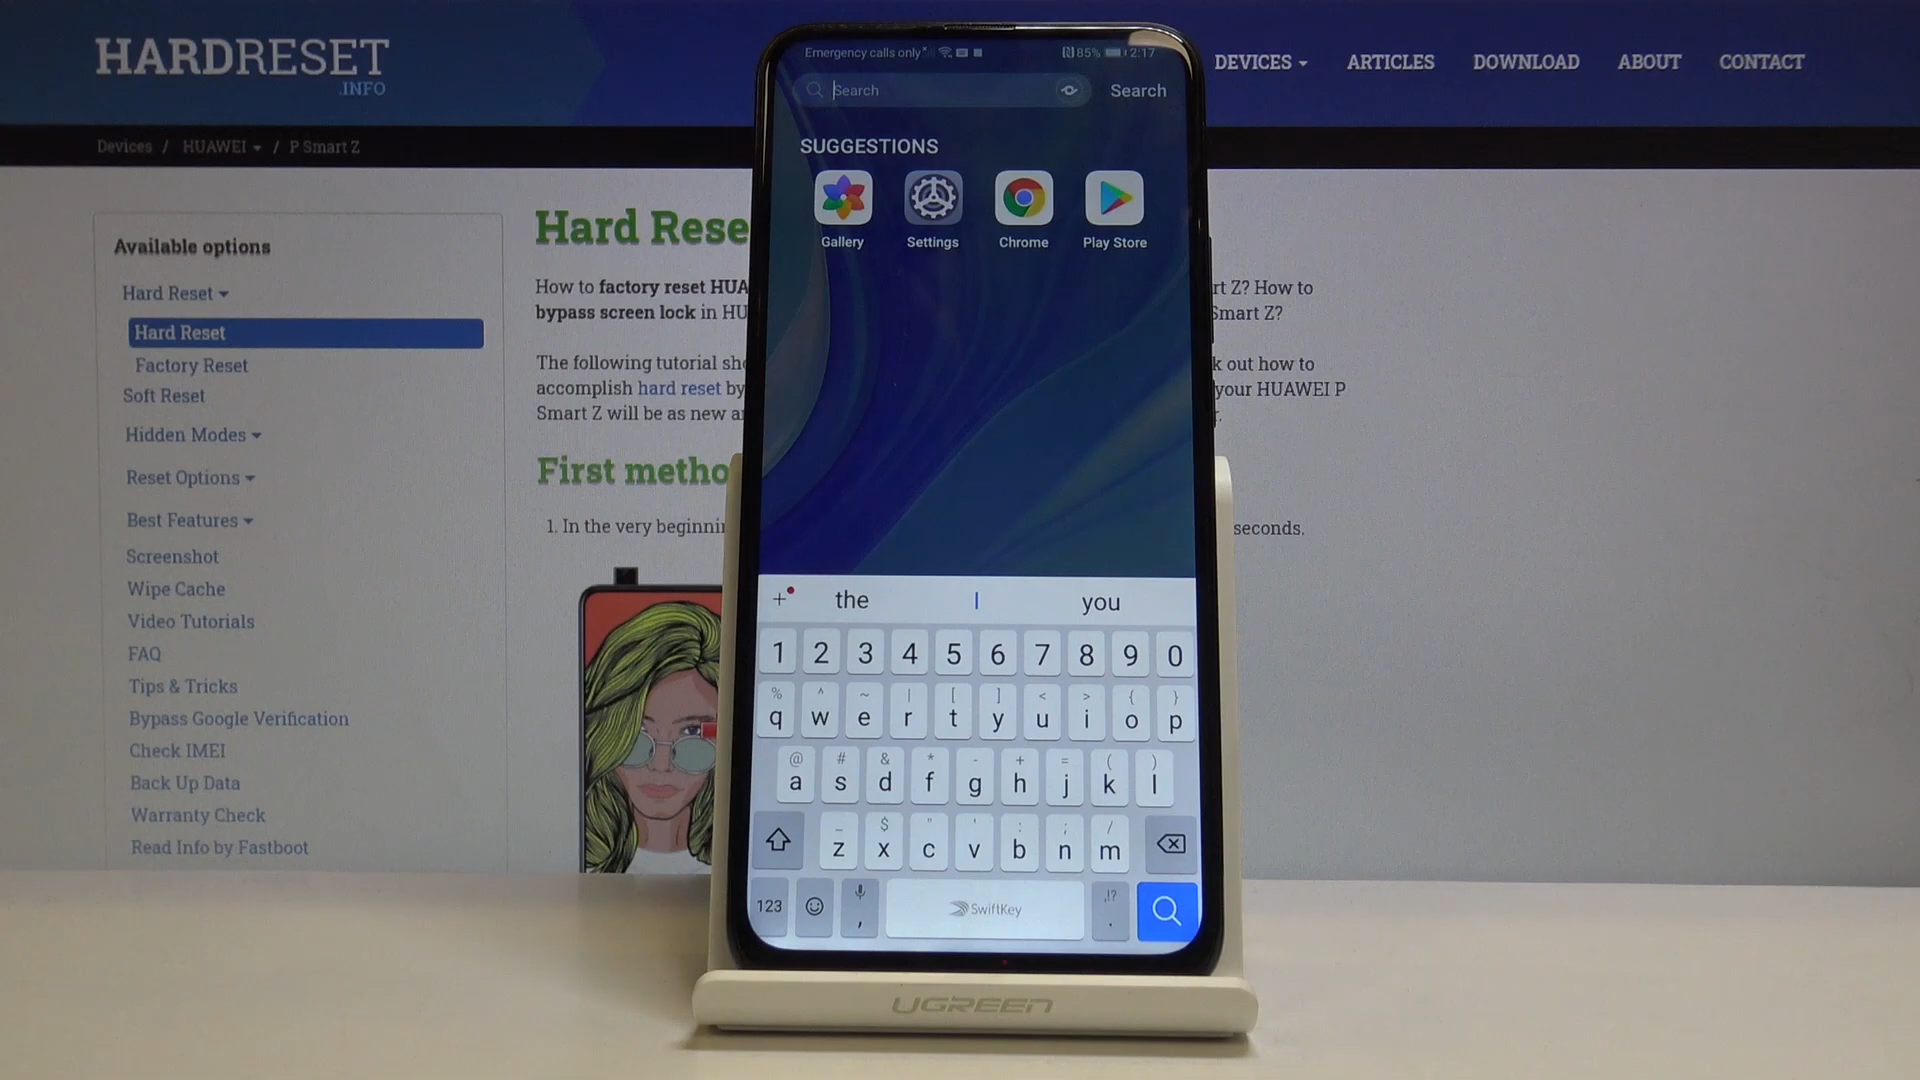 HARDRESET
.INFO
DEVICES
ARTICLES
DOWNLOAD
ABOUT
CONTACT
Devices / HUAWEI / P Smart Z
Available options
Hard Reset
Hard Reset
Factory Reset
Soft Reset
Hidden Modes
Reset Options
Best Features
Screenshot
Wipe Cache
Video Tutorials
FAQ
Tips & Tricks
Bypass Google Verification
Check IMEI
Back Up Data
Warranty Check
Read Info by Fastboot
Hard Rese
How to factory reset HUA
rt Z? How to
bypass screen lock in HU
Smart Z?
The following tutorial sho
k out how to
accomplish hard reset by
your HUAWEI P
Smart Z will be as new a
r.
First metho
1. In the very beginnin
seconds.
Emergency calls only
85% 2:17
Search
Search
SUGGESTIONS
Gallery
Settings
Chrome
Play Store
+ the I you
1 2 3 4 5 6 7 8 9 0
% ^ ~ | [ ] < > { }
q w e r t y u i o p
@ # & * - + = ( )
a s d f g h j k l
_ $ " ' : ; /
z x c v b n m
123 , SwiftKey ,!? .
UGREEN